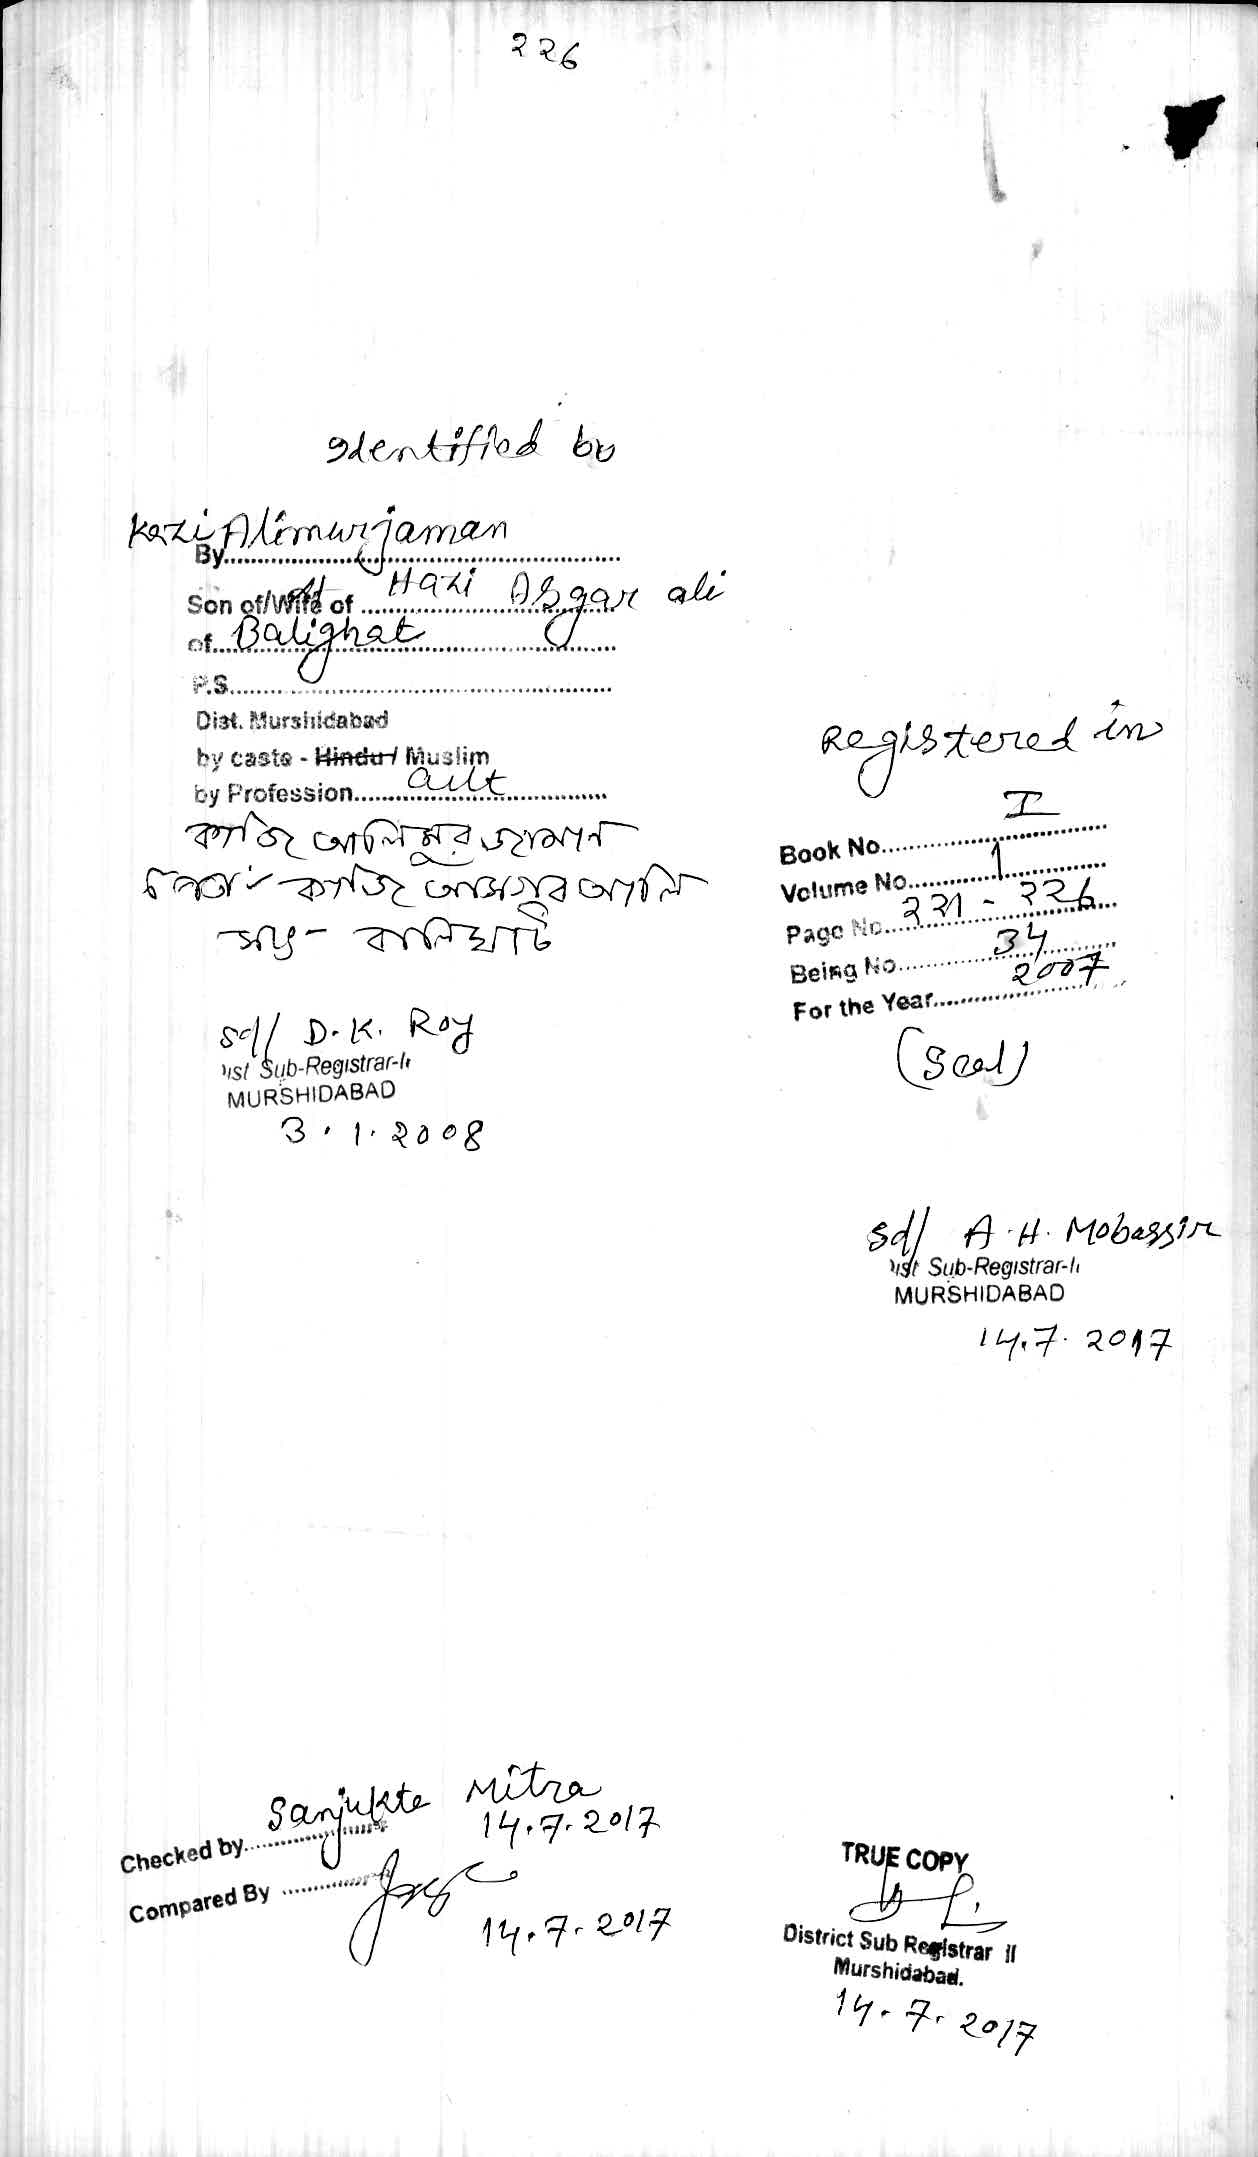 226
Identified by
Kazi Alimurjaman
By
Son of/Wife of Hazi Asgar ali
of Balighat
P.S.
Dist. Murshidabad
by caste - Hindu / Muslim
by Profession cult
কাজি আলিমুর জামান
পিতা - কাজি আসগর আলি
সাং - বালিঘাট
Sd/ D. K. Roy
Dist Sub-Registrar-II
MURSHIDABAD
3.1.2008
Registered in
Book No. I
Volume No. 1
Page No. 221 - 226
Being No. 34
For the Year 2007
(Seal)
Sd/ A. H. Mobassir
Dist Sub-Registrar-II
MURSHIDABAD
14.7.2017
Checked by Sanjukta Mitra
14.7.2017
Compared By
14.7.2017
TRUE COPY
District Sub Registrar II
Murshidabad.
14.7.2017